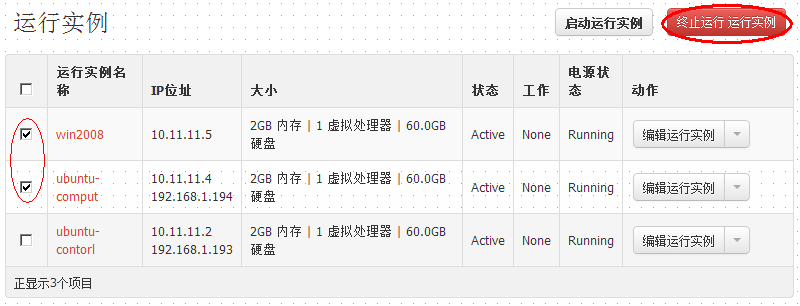 运行实例
启动运行实例
终止运行 运行实例
运行实例名称 IP位址 大小 状态 工作 电源状态 动作
win2008 10.11.11.5 2GB 内存 | 1 虚拟处理器 | 60.0GB 硬盘 Active None Running 编辑运行实例
ubuntu-comput 10.11.11.4 192.168.1.194 2GB 内存 | 1 虚拟处理器 | 60.0GB 硬盘 Active None Running 编辑运行实例
ubuntu-contorl 10.11.11.2 192.168.1.193 2GB 内存 | 1 虚拟处理器 | 60.0GB 硬盘 Active None Running 编辑运行实例
正显示3个项目